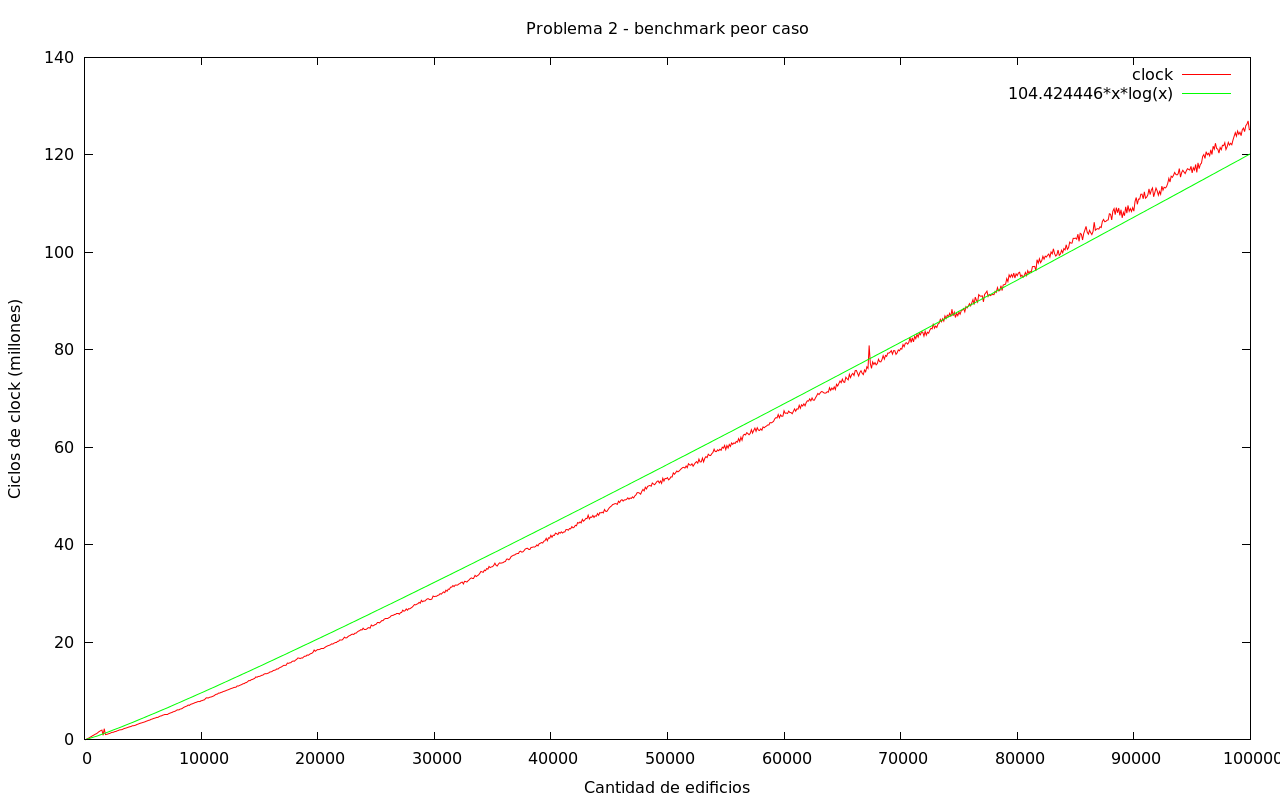 Problema 2 - benchmark peor caso
clock
104.424446*x*log(x)
140
120
100
80
60
40
20
0
Ciclos de clock (millones)
0 10000 20000 30000 40000 50000 60000 70000 80000 90000 100000
Cantidad de edificios